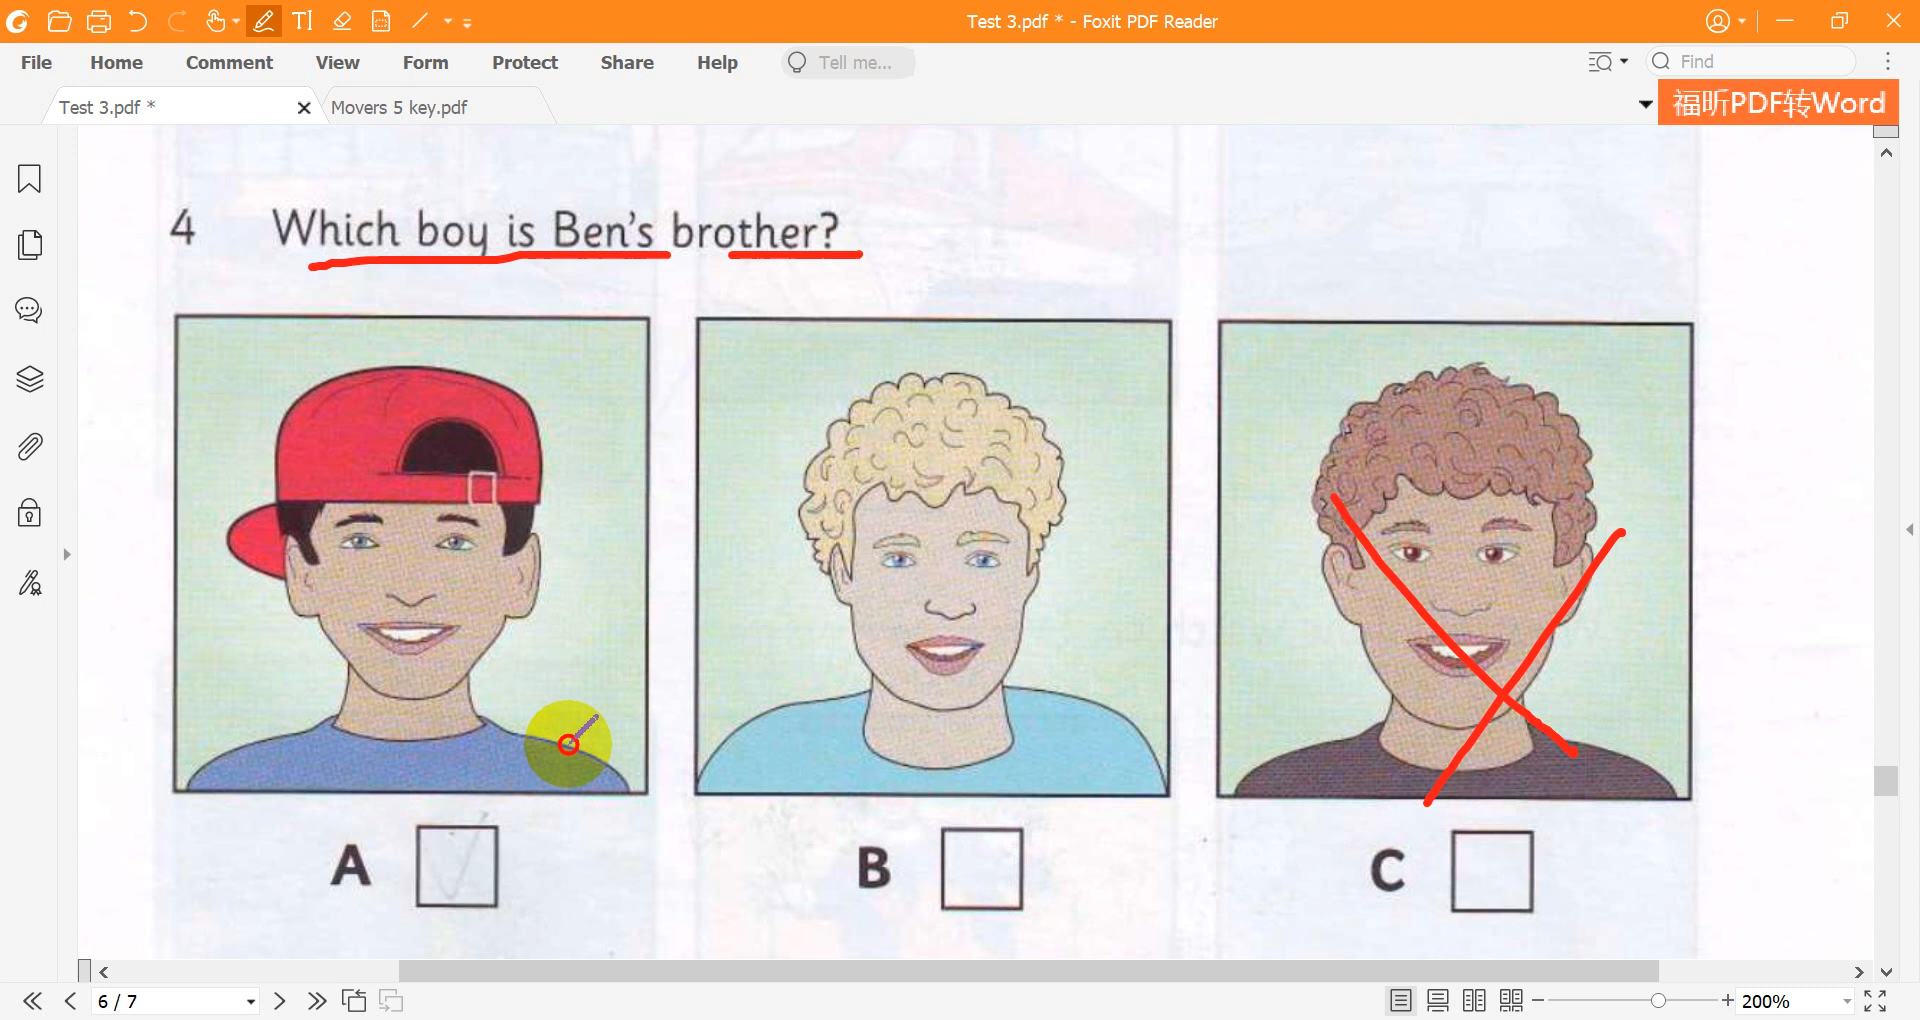 TI
Test 3.pdf * - Foxit PDF Reader
File Home Comment View Form Protect Share Help Tell me... Find
Test 3.pdf * Movers 5 key.pdf 福昕PDF转Word
4 Which boy is Ben's brother?
A B C
6 / 7 200%